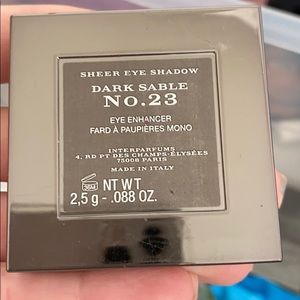 SHEER EYE SHADOW
DARK SABLE
No.23
EYE ENHANCER
FARD À PAUPIÈRES MONO
INTERPARFUMS
4, RD PT DES CHAMPS-ÉLYSÉES
75008 PARIS
MADE IN ITALY
36M
NT WT
2,5 g - .088 OZ.